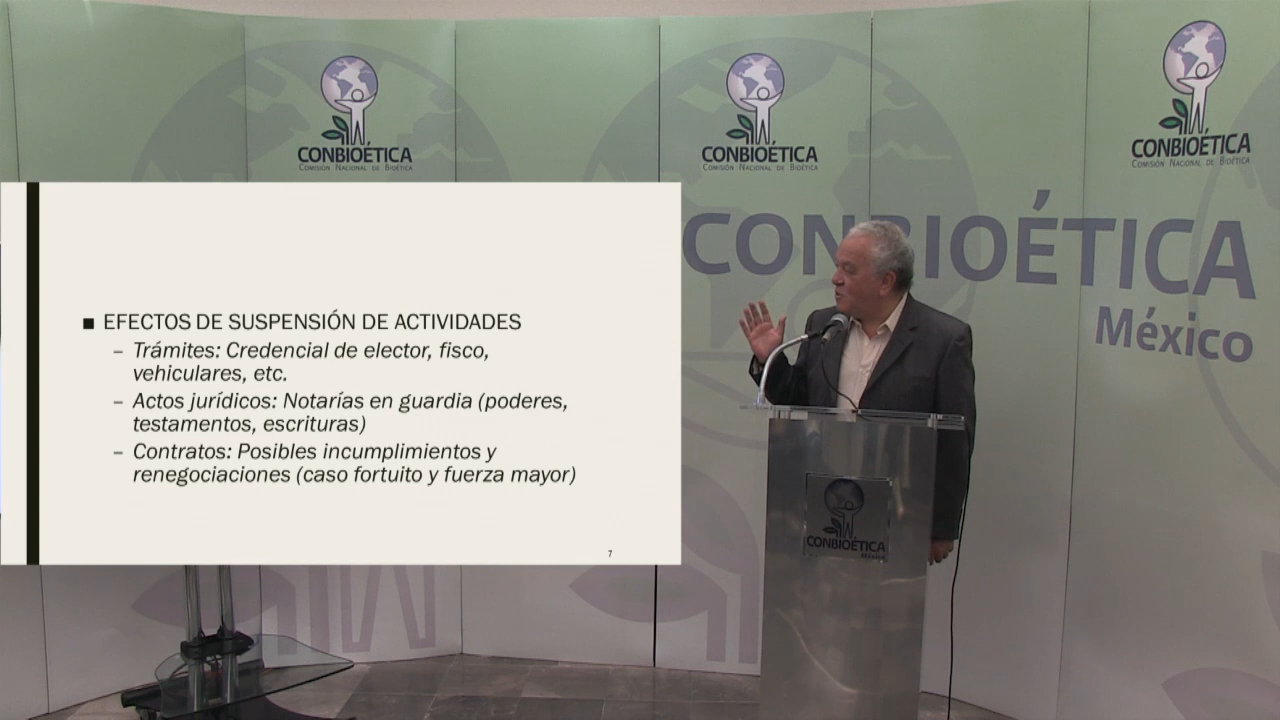 CONBIOÉTICA
COMISIÓN NACIONAL DE BIOÉTICA
CONBIOÉTICA
COMISIÓN NACIONAL DE BIOÉTICA
CONBIOÉTICA
COMISIÓN NACIONAL DE BIOÉTICA
CONBIOÉTICA
México
■ EFECTOS DE SUSPENSIÓN DE ACTIVIDADES
– Trámites: Credencial de elector, fisco,
vehiculares, etc.
– Actos jurídicos: Notarías en guardia (poderes,
testamentos, escrituras)
– Contratos: Posibles incumplimientos y
renegociaciones (caso fortuito y fuerza mayor)
7
CONBIOÉTICA
México